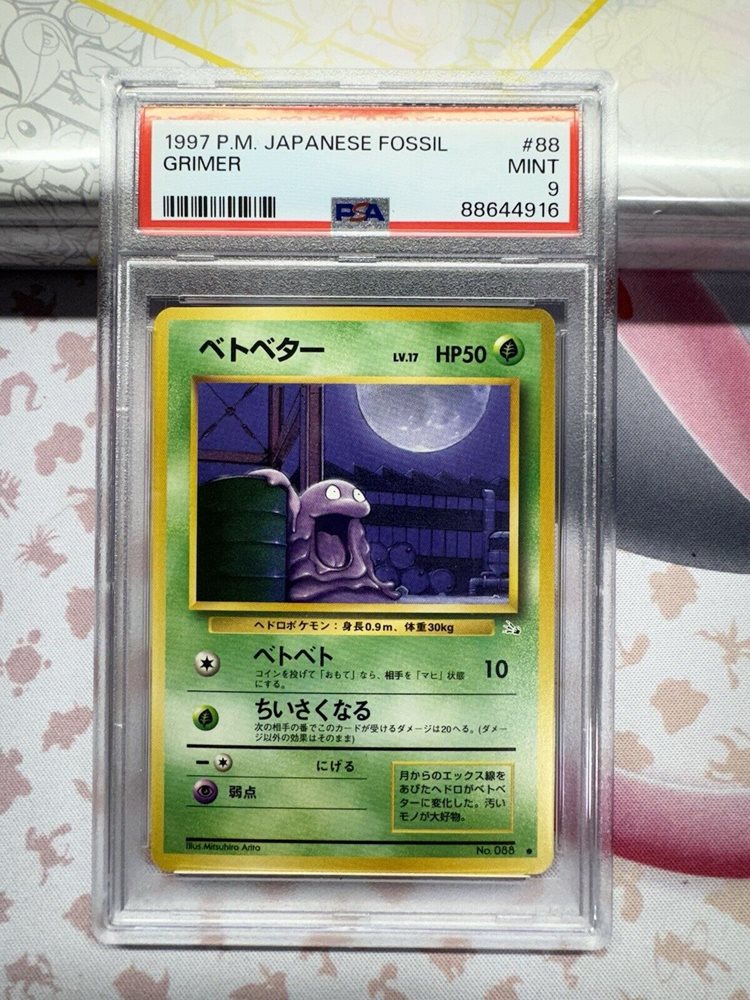 1997 P.M. JAPANESE FOSSIL #88
GRIMER MINT
9
PSA 88644916
ベトベター LV.17 HP50
ヘドロポケモン：身長0.9m、体重30kg
ベトベト 10
コインを投げて「おもて」なら、相手を「マヒ」状態
にする。
ちいさくなる
次の相手の番でこのカードが受けるダメージは20へる。(ダメー
ジ以外の効果はそのまま)
にげる
弱点
月からのエックス線を
あびたヘドロがベトベ
ターに変化した。汚い
モノが大好物。
Illus.Mitsuhiro Arita No.088